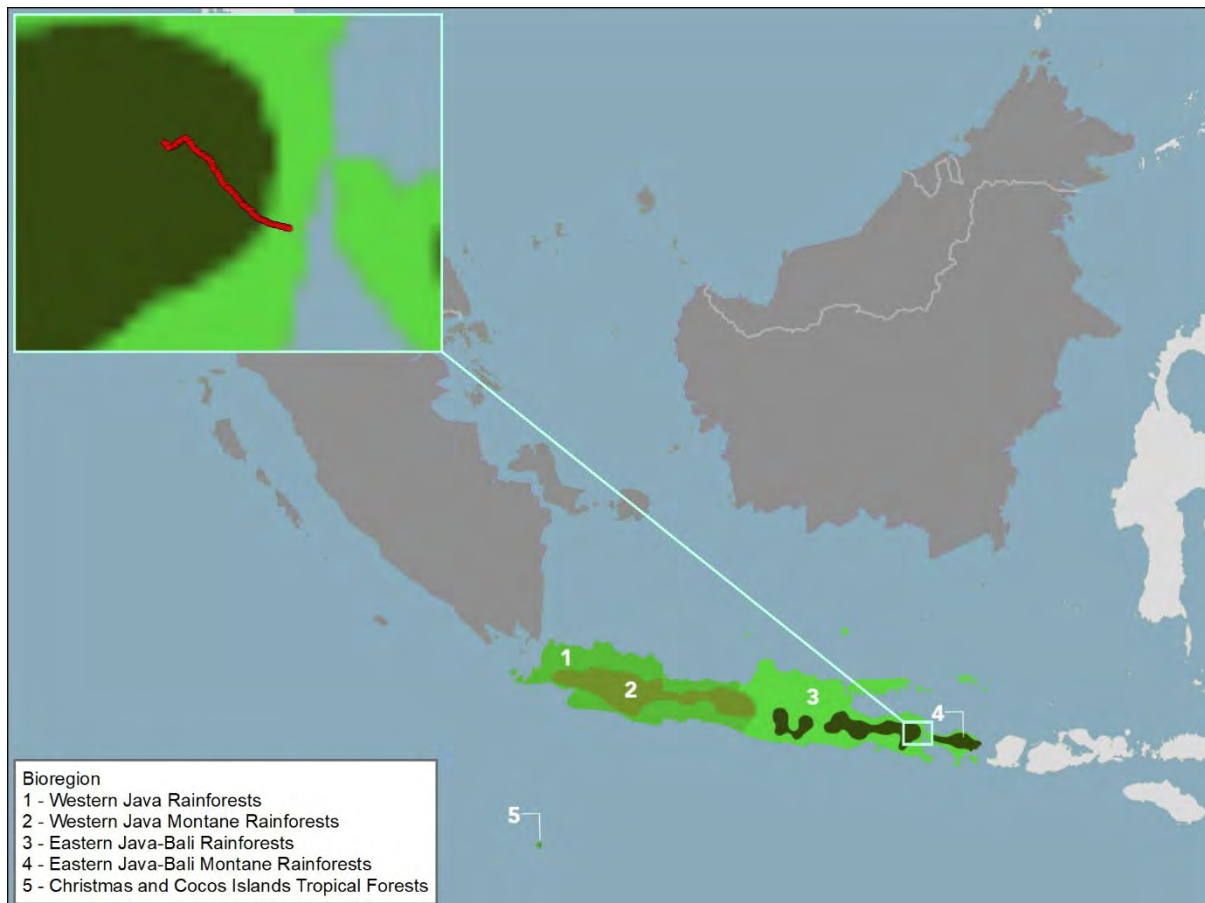 1
2
3
4
5
Bioregion
1 - Western Java Rainforests
2 - Western Java Montane Rainforests
3 - Eastern Java-Bali Rainforests
4 - Eastern Java-Bali Montane Rainforests
5 - Christmas and Cocos Islands Tropical Forests